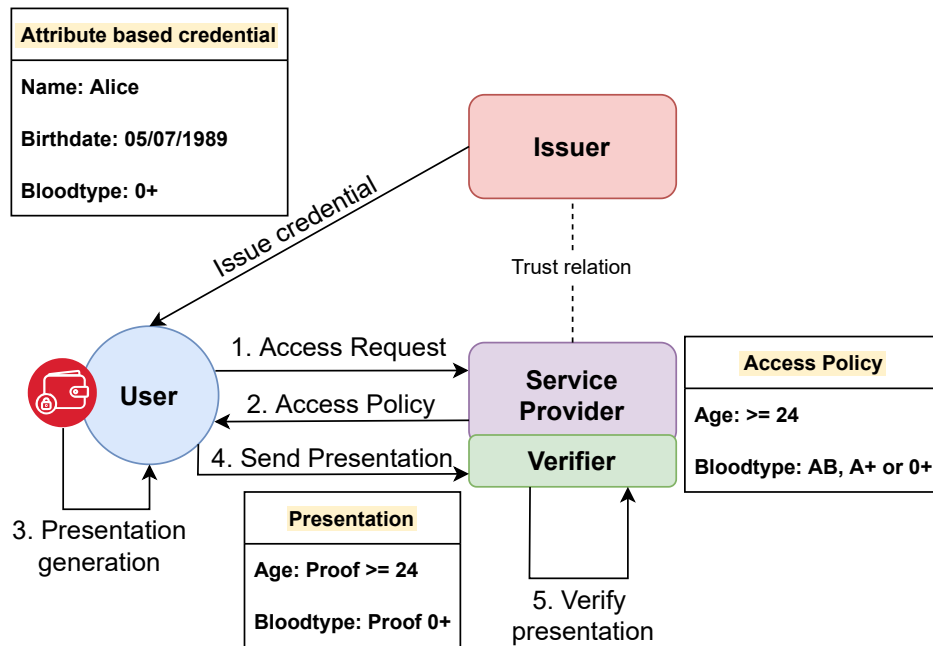 Attribute based credential
Name: Alice
Birthdate: 05/07/1989
Bloodtype: 0+
Issuer
Issue credential
Trust relation
1. Access Request
User
2. Access Policy
Service
Provider
4. Send Presentation
Verifier
Access Policy
Age: >= 24
Bloodtype: AB, A+ or 0+
3. Presentation
generation
Presentation
Age: Proof >= 24
Bloodtype: Proof 0+
5. Verify
presentation